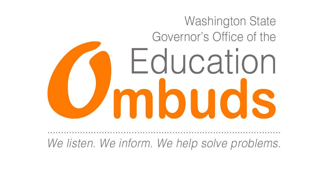 Washington State
Governor's Office of the
Education
Ombuds
We listen. We inform. We help solve problems.